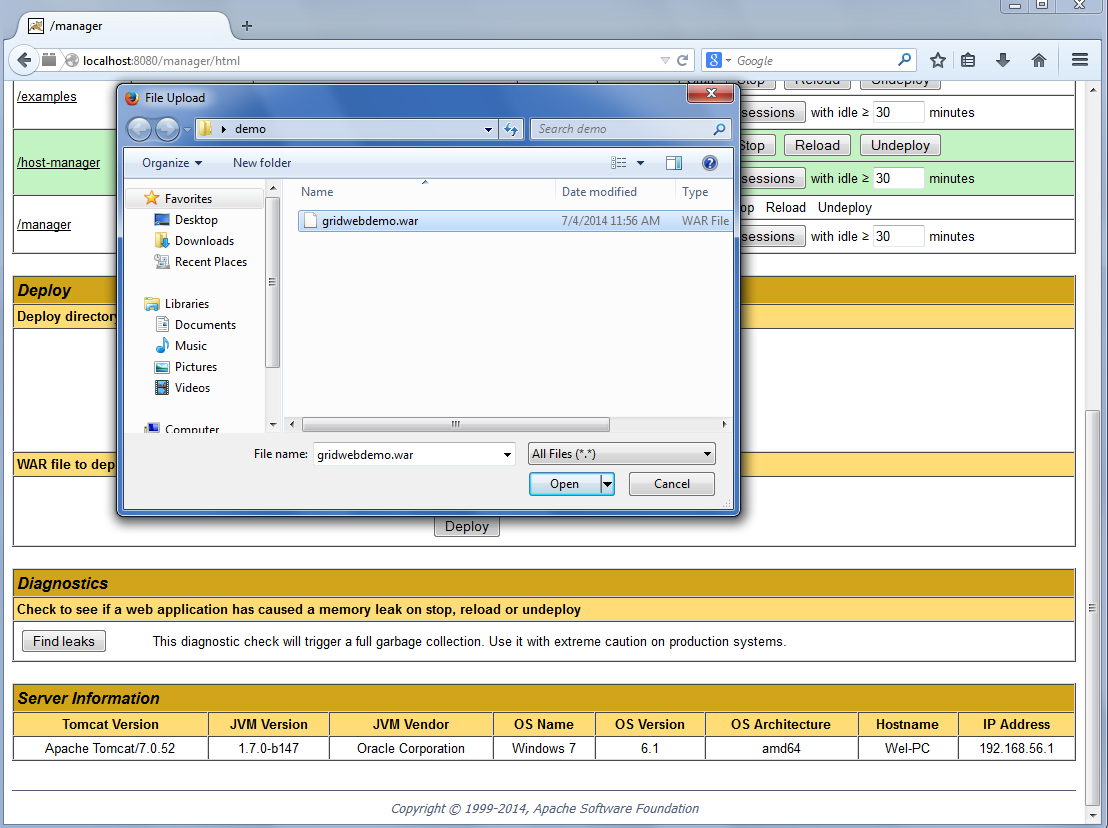 /manager
localhost:8080/manager/html
Google
/examples
Reload
Undeploy
sessions with idle ≥ 30 minutes
/host-manager
Reload Undeploy
sessions with idle ≥ 30 minutes
/manager
Reload Undeploy
sessions with idle ≥ 30 minutes
File Upload
demo
Search demo
Organize
New folder
Name Date modified Type
gridwebdemo.war 7/4/2014 11:56 AM WAR File
Favorites
Desktop
Downloads
Recent Places
Libraries
Documents
Music
Pictures
Videos
Computer
File name: gridwebdemo.war All Files (*.*)
Open Cancel
Deploy
Deploy directory
WAR file to dep
Deploy
Diagnostics
Check to see if a web application has caused a memory leak on stop, reload or undeploy
Find leaks This diagnostic check will trigger a full garbage collection. Use it with extreme caution on production systems.
Server Information
Tomcat Version JVM Version JVM Vendor OS Name OS Version OS Architecture Hostname IP Address
Apache Tomcat/7.0.52 1.7.0-b147 Oracle Corporation Windows 7 6.1 amd64 Wel-PC 192.168.56.1
Copyright © 1999-2014, Apache Software Foundation